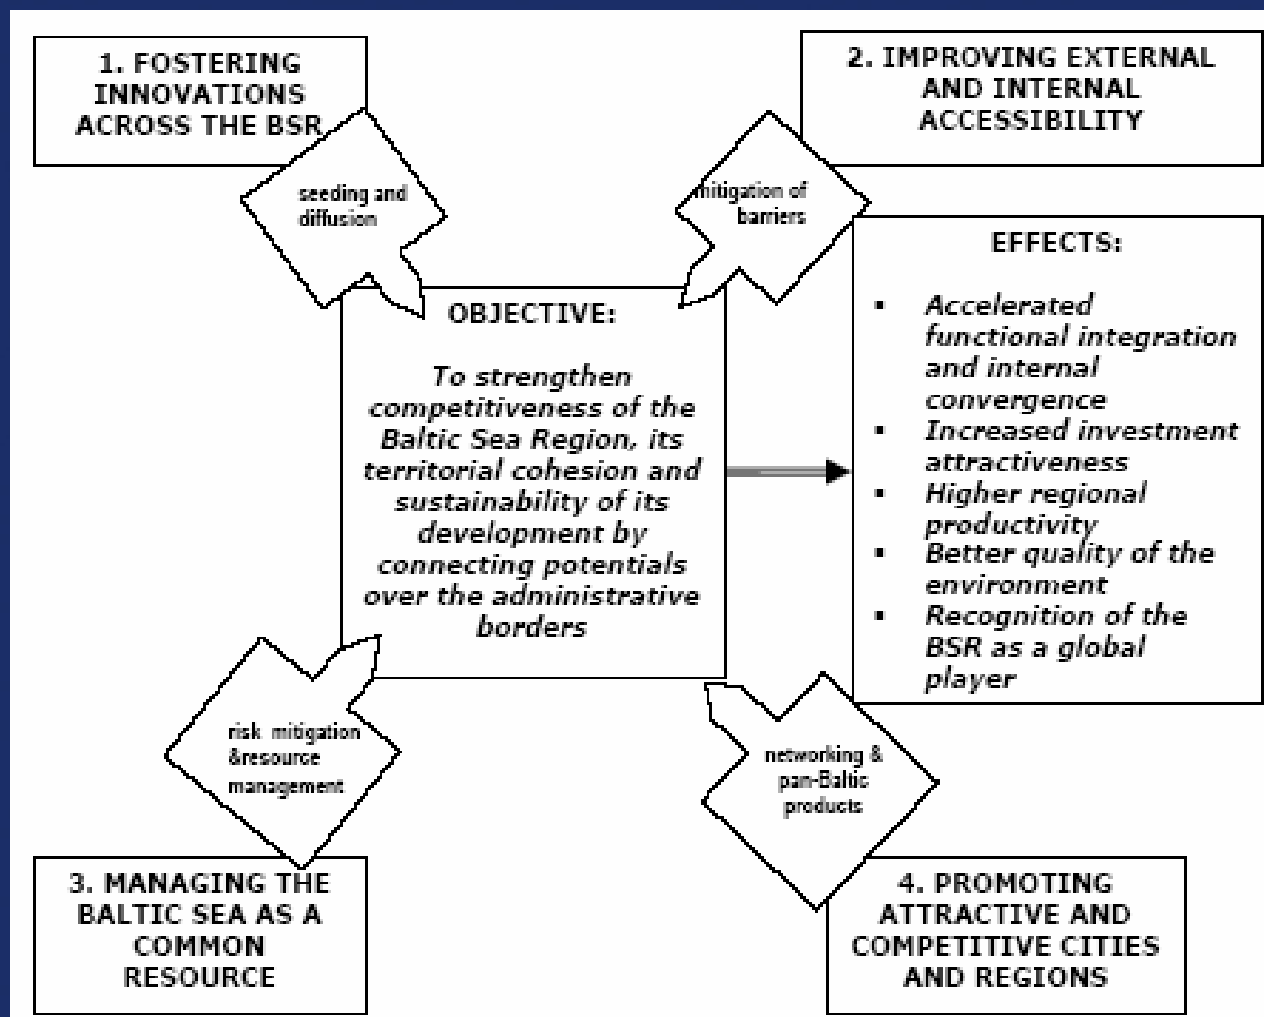 1. FOSTERING
INNOVATIONS
ACROSS THE BSR
2. IMPROVING EXTERNAL
AND INTERNAL
ACCESSIBILITY
seeding and
diffusion
mitigation of
barriers
OBJECTIVE:
To strengthen
competitiveness of the
Baltic Sea Region, its
territorial cohesion and
sustainability of its
development by
connecting potentials
over the administrative
borders
EFFECTS:
▪ Accelerated
functional integration
and internal
convergence
▪ Increased investment
attractiveness
▪ Higher regional
productivity
▪ Better quality of the
environment
▪ Recognition of the
BSR as a global
player
risk mitigation
&resource
management
networking &
pan-Baltic
products
3. MANAGING THE
BALTIC SEA AS A
COMMON
RESOURCE
4. PROMOTING
ATTRACTIVE AND
COMPETITIVE CITIES
AND REGIONS